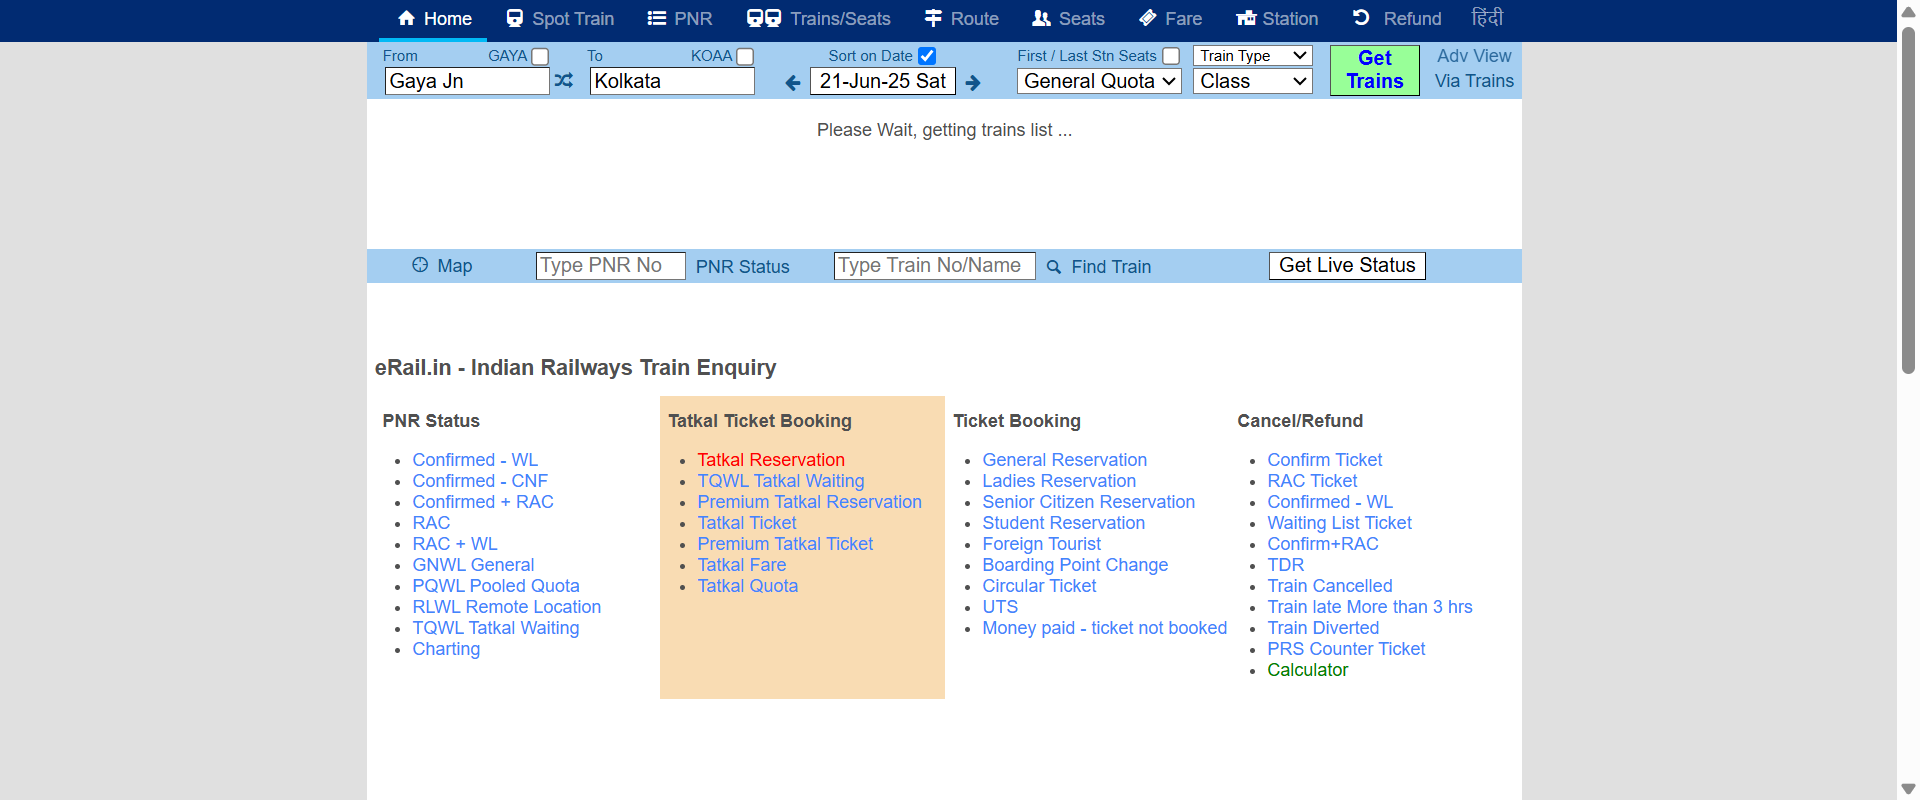 Home Spot Train PNR Trains/Seats Route Seats Fare Station Refund हिंदी
From GAYA To KOAA Sort on Date First / Last Stn Seats Train Type Get Trains Adv View
Gaya Jn Kolkata 21-Jun-25 Sat General Quota Class Via Trains
Please Wait, getting trains list ...
Map Type PNR No PNR Status Type Train No/Name Find Train Get Live Status
eRail.in - Indian Railways Train Enquiry
PNR Status
Confirmed - WL
Confirmed - CNF
Confirmed + RAC
RAC
RAC + WL
GNWL General
PQWL Pooled Quota
RLWL Remote Location
TQWL Tatkal Waiting
Charting
Tatkal Ticket Booking
Tatkal Reservation
TQWL Tatkal Waiting
Premium Tatkal Reservation
Tatkal Ticket
Premium Tatkal Ticket
Tatkal Fare
Tatkal Quota
Ticket Booking
General Reservation
Ladies Reservation
Senior Citizen Reservation
Student Reservation
Foreign Tourist
Boarding Point Change
Circular Ticket
UTS
Money paid - ticket not booked
Cancel/Refund
Confirm Ticket
RAC Ticket
Confirmed - WL
Waiting List Ticket
Confirm+RAC
TDR
Train Cancelled
Train late More than 3 hrs
Train Diverted
PRS Counter Ticket
Calculator